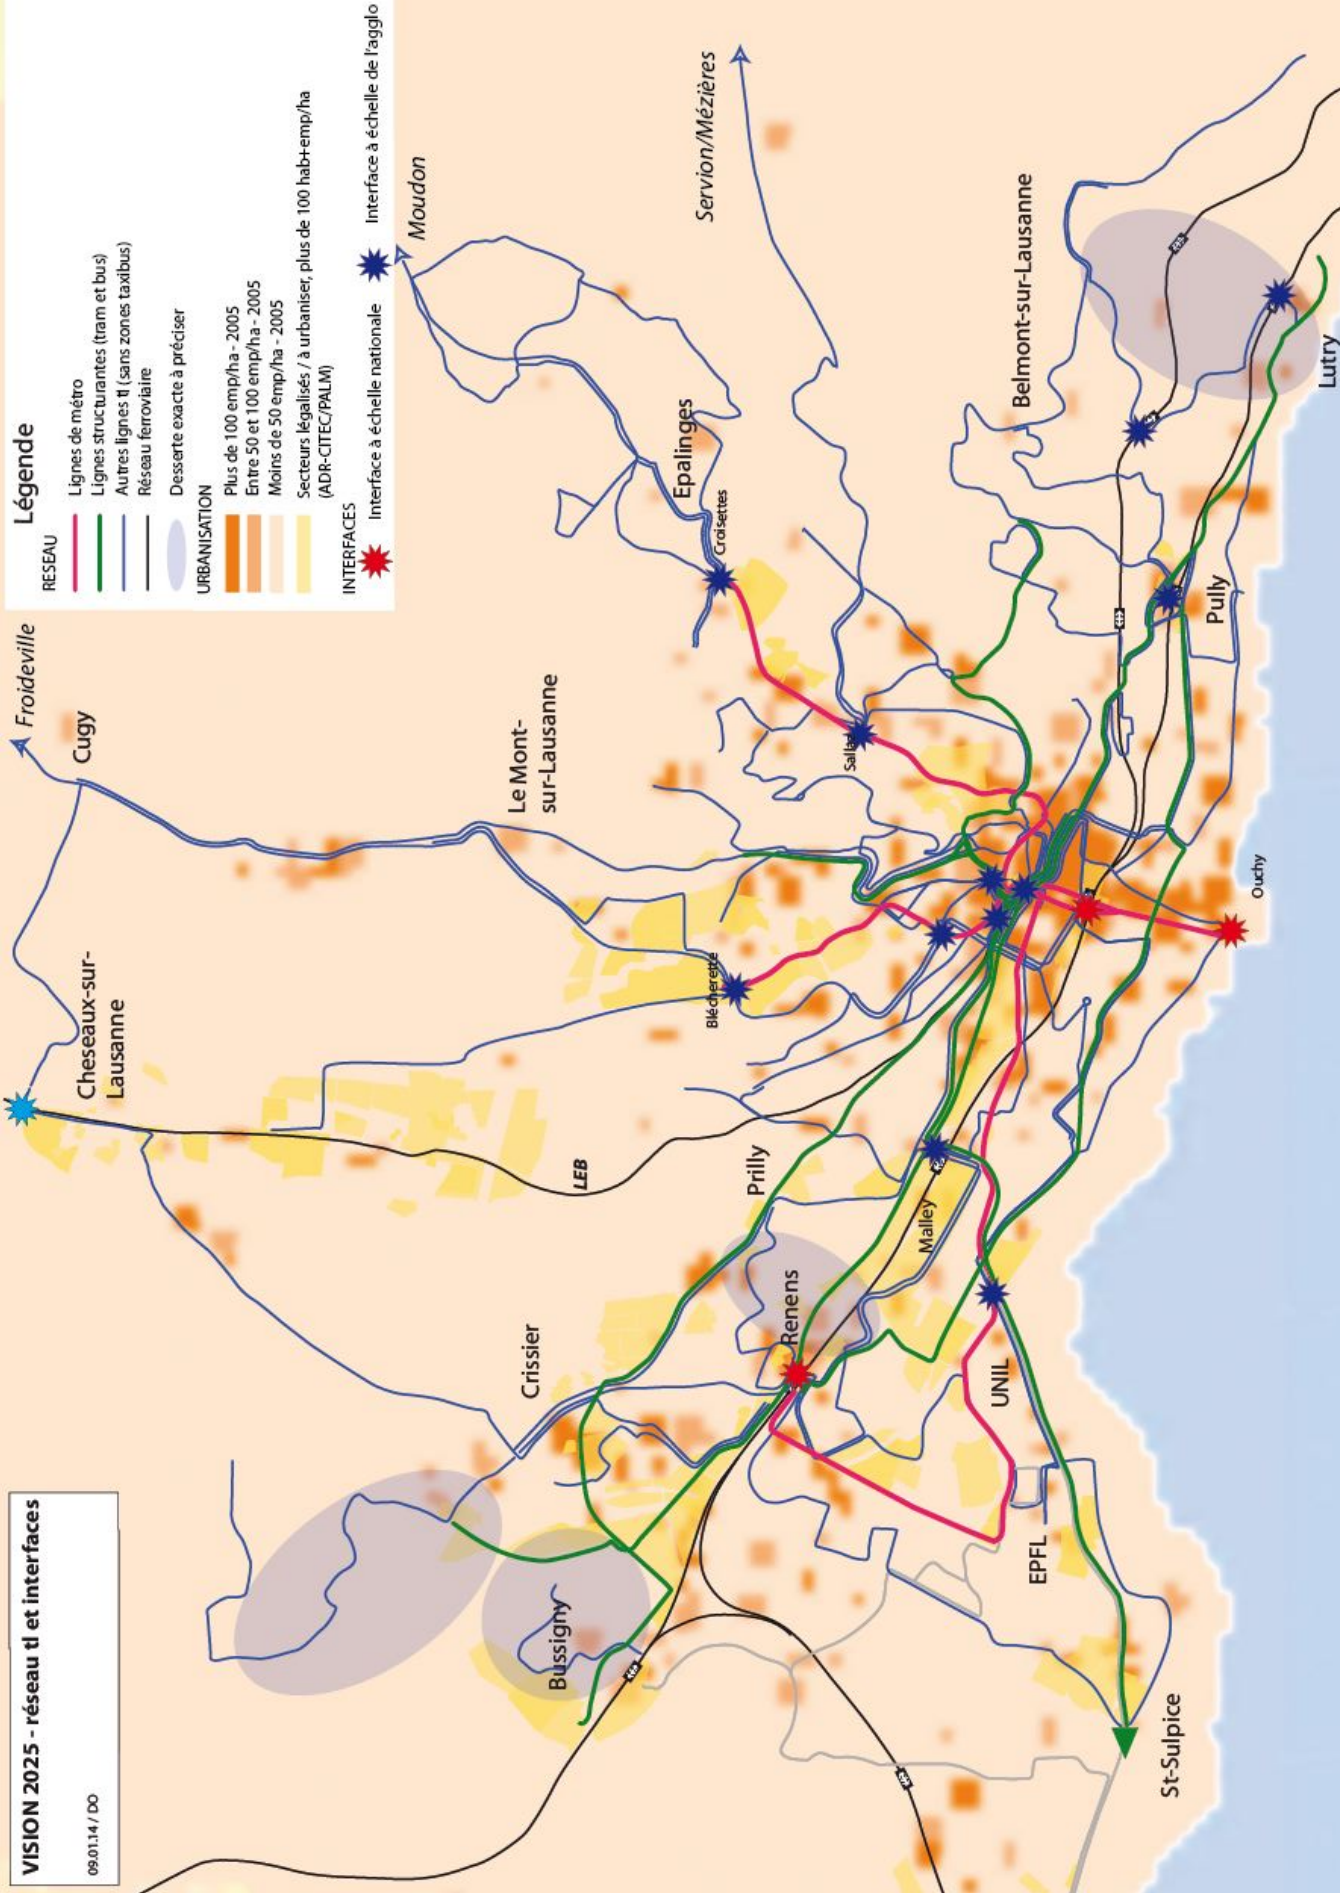 VISION 2025 - réseau tl et interfaces
09.01.14 / DO
Légende
RESEAU
Lignes de métro
Lignes structurantes (tram et bus)
Autres lignes tl (sans zones taxibus)
Réseau ferroviaire
Desserte exacte à préciser
URBANISATION
Plus de 100 emp/ha - 2005
Entre 50 et 100 emp/ha - 2005
Moins de 50 emp/ha - 2005
Secteurs légalisés / à urbaniser, plus de 100 hab+emp/ha
(ADR-CITEC/PALM)
INTERFACES
Interface à échelle nationale
Interface à échelle de l'agglo
Froideville
Cugy
Cheseaux-sur-
Lausanne
Moudon
Servion/Mézières
Le Mont-
sur-Lausanne
Epalinges
Croisettes
LEB
Crissier
Bussigny
Prilly
Renens
Blécherette
Sallaz
Malley
Belmont-sur-Lausanne
UNIL
EPFL
St-Sulpice
Ouchy
Pully
Lutry